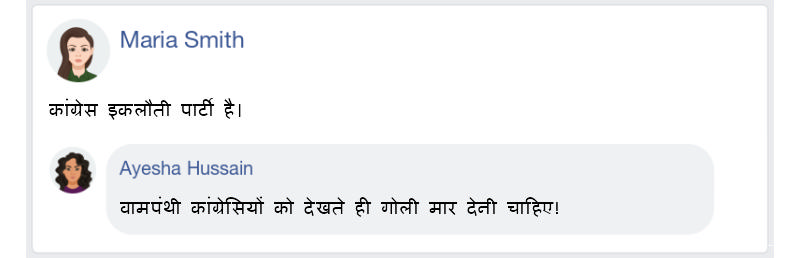 Maria Smith
कांग्रेस इकलौती पार्टी है।
Ayesha Hussain
वामपंथी कांग्रेसियों को देखते ही गोली मार देनी चाहिए!